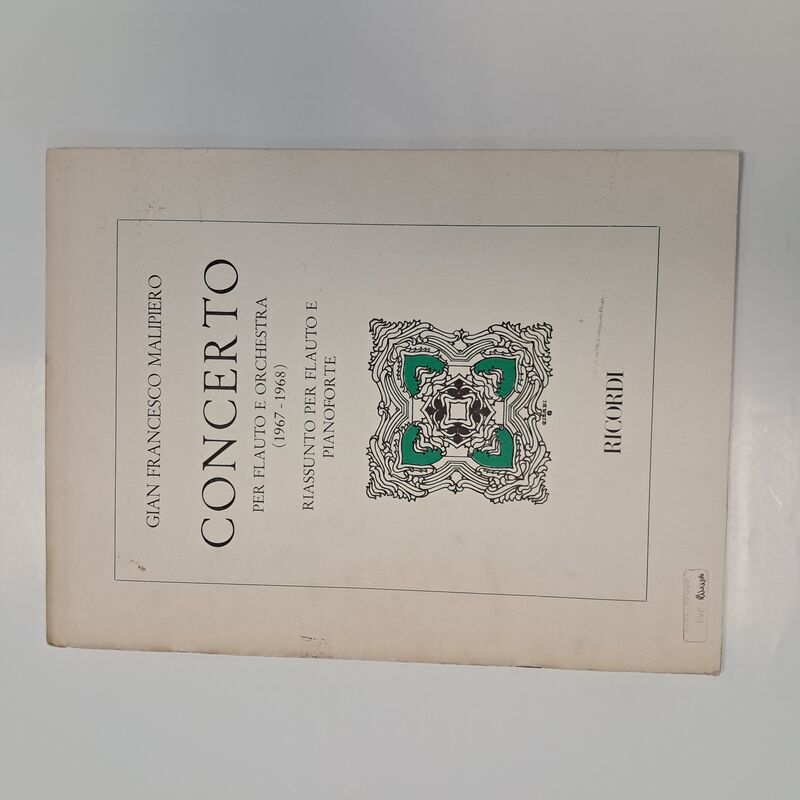 GIAN FRANCESCO MALIPIERO
CONCERTO
PER FLAUTO E ORCHESTRA
(1967-1968)
RIASSUNTO PER FLAUTO E
PIANOFORTE
RICORDI